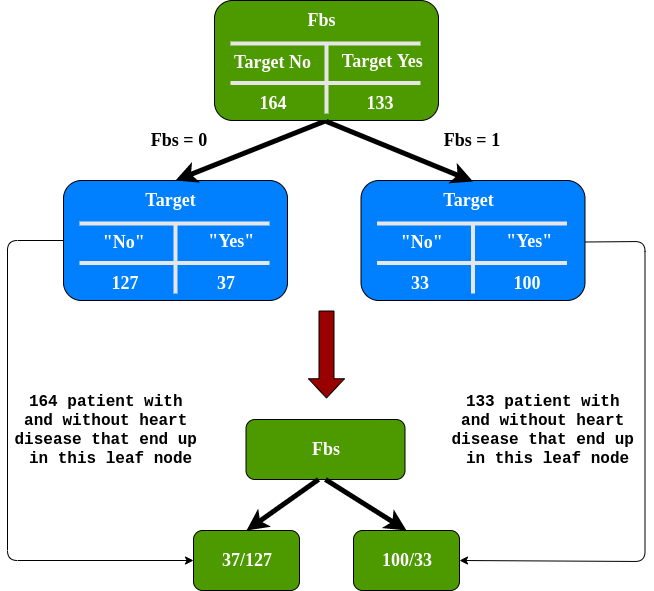 Fbs
Target No Target Yes
164 133
Fbs = 0 Fbs = 1
Target
"No" "Yes"
127 37
Target
"No" "Yes"
33 100
164 patient with
and without heart
disease that end up
in this leaf node
133 patient with
and without heart
disease that end up
in this leaf node
Fbs
37/127 100/33